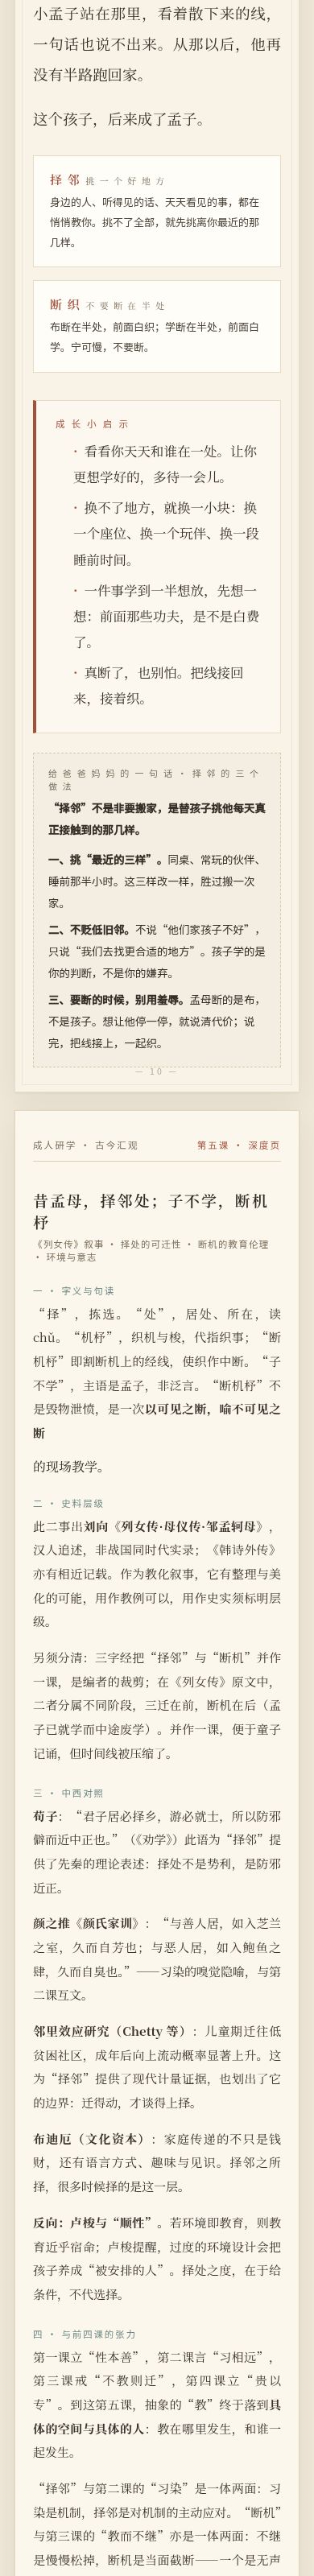 小孟子站在那里，看着散下来的线，
一句话也说不出来。从那以后，他再
没有半路跑回家。
这个孩子，后来成了孟子。
择邻 挑一个好地方
身边的人、听得见的话、天天看见的事，都在
悄悄教你。挑不了全部，就先挑离你最近的那
几样。
断织 不要断在半处
布断在半处，前面白织；学断在半处，前面白
学。宁可慢，不要断。
成长小启示
· 看看你天天和谁在一处。让你
更想学好的，多待一会儿。
· 换不了地方，就换一小块：换
一个座位、换一个玩伴、换一段
睡前时间。
· 一件事学到一半想放，先想一
想：前面那些功夫，是不是白费
了。
· 真断了，也别怕。把线接回
来，接着织。
给爸爸妈妈的一句话 · 择邻的三个
做法
“择邻”不是非要搬家，是替孩子挑他每天真
正接触到的那几样。
一、挑“最近的三样”。同桌、常玩的伙伴、
睡前那半小时。这三样改一样，胜过搬一次
家。
二、不贬低旧邻。不说“他们家孩子不好”，
只说“我们去找更合适的地方”。孩子学的是
你的判断，不是你的嫌弃。
三、要断的时候，别用羞辱。孟母断的是布，
不是孩子。想让他停一停，就说清代价；说
完，把线接上，一起织。
— 10 —
成人研学 · 古今汇观
第五课 · 深度页
昔孟母，择邻处；子不学，断机
杼
《列女传》叙事 · 择处的可迁性 · 断机的教育伦理
· 环境与意志
一 · 字义与句读
“择”，拣选。“处”，居处、所在，读
chǔ。“机杼”，织机与梭，代指织事；“断
机杼”即割断机上的经线，使织作中断。“子
不学”，主语是孟子，非泛言。“断机杼”不
是毁物泄愤，是一次以可见之断，喻不可见之
断
的现场教学。
二 · 史料层级
此二事出刘向《列女传·母仪传·邹孟轲母》，
汉人追述，非战国同时代实录；《韩诗外传》
亦有相近记载。作为教化叙事，它有整理与美
化的可能，用作教例可以，用作史实须标明层
级。
另须分清：三字经把“择邻”与“断机”并作
一课，是编者的裁剪；在《列女传》原文中，
二者分属不同阶段，三迁在前，断机在后（孟
子已就学而中途废学）。并作一课，便于童子
记诵，但时间线被压缩了。
三 · 中西对照
荀子：“君子居必择乡，游必就士，所以防邪
僻而近中正也。”（《劝学》）此语为“择邻”提
供了先秦的理论表述：择处不是势利，是防邪
近正。
颜之推《颜氏家训》：“与善人居，如入芝兰
之室，久而自芳也；与恶人居，如入鲍鱼之
肆，久而自臭也。”——习染的嗅觉隐喻，与第
二课互文。
邻里效应研究（Chetty 等）：儿童期迁往低
贫困社区，成年后向上流动概率显著上升。这
为“择邻”提供了现代计量证据，也划出了它
的边界：迁得动，才谈得上择。
布迪厄（文化资本）：家庭传递的不只是钱
财，还有语言方式、趣味与见识。择邻之所
择，很多时候择的是这一层。
反向：卢梭与“顺性”。若环境即教育，则教
育近乎宿命；卢梭提醒，过度的环境设计会把
孩子养成“被安排的人”。择处之度，在于给
条件，不代选择。
四 · 与前四课的张力
第一课立“性本善”，第二课言“习相远”，
第三课戒“不教则迁”，第四课立“贵以
专”。到这第五课，抽象的“教”终于落到具
体的空间与具体的人：教在哪里发生，和谁一
起发生。
“择邻”与第二课的“习染”是一体两面：习
染是机制，择邻是对机制的主动应对。“断机”
与第三课的“教而不继”亦是一体两面：不继
是慢慢松掉，断机是当面截断——一个是无声